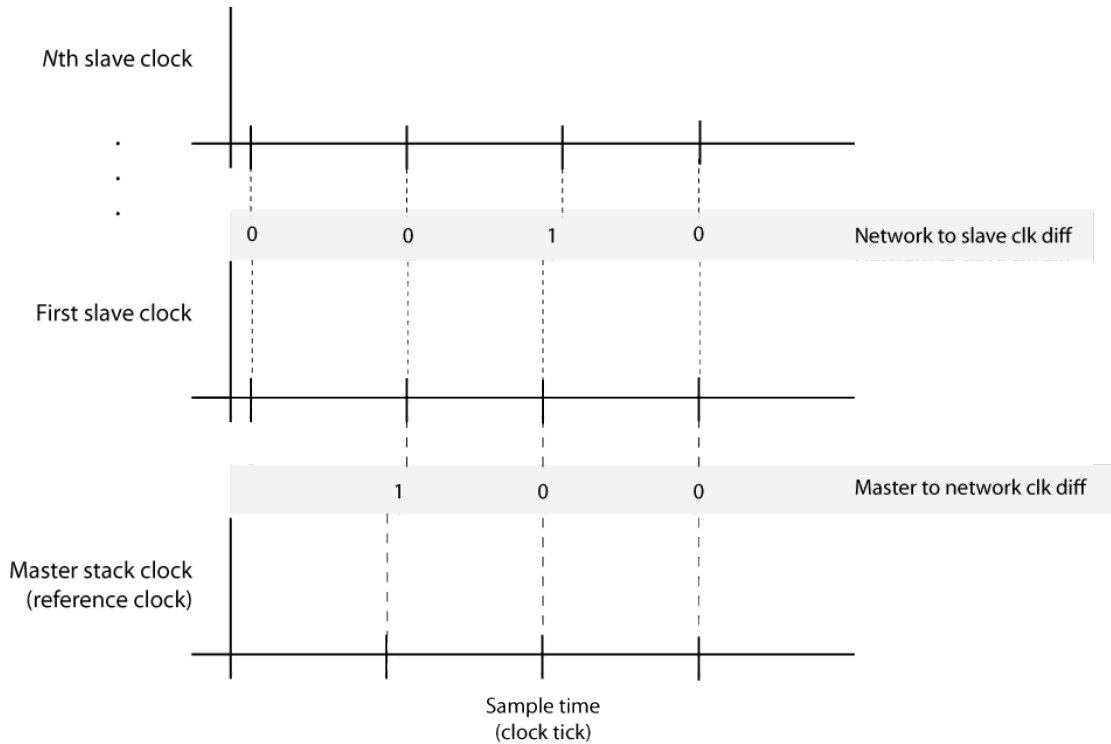 Nth slave clock
0 0 1 0 Network to slave clk diff
First slave clock
1 0 0 Master to network clk diff
Master stack clock
(reference clock)
Sample time
(clock tick)